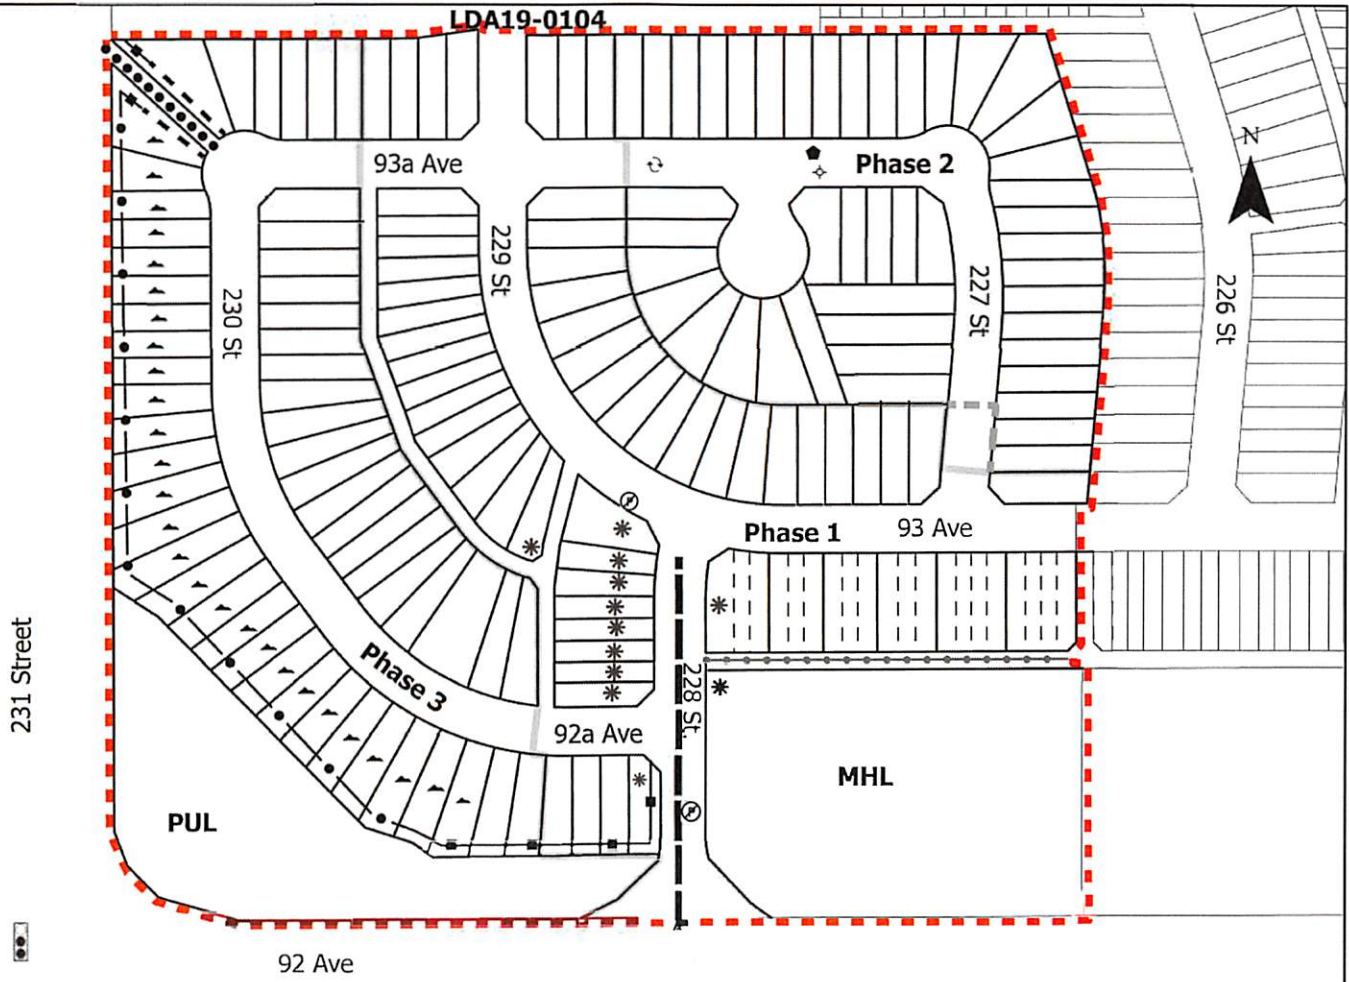 LDA19-0104
93a Ave
Phase 2
N
229 St
230 St
227 St
226 St
Phase 1
93 Ave
231 Street
Phase 3
228 St.
92a Ave
MHL
PUL
92 Ave